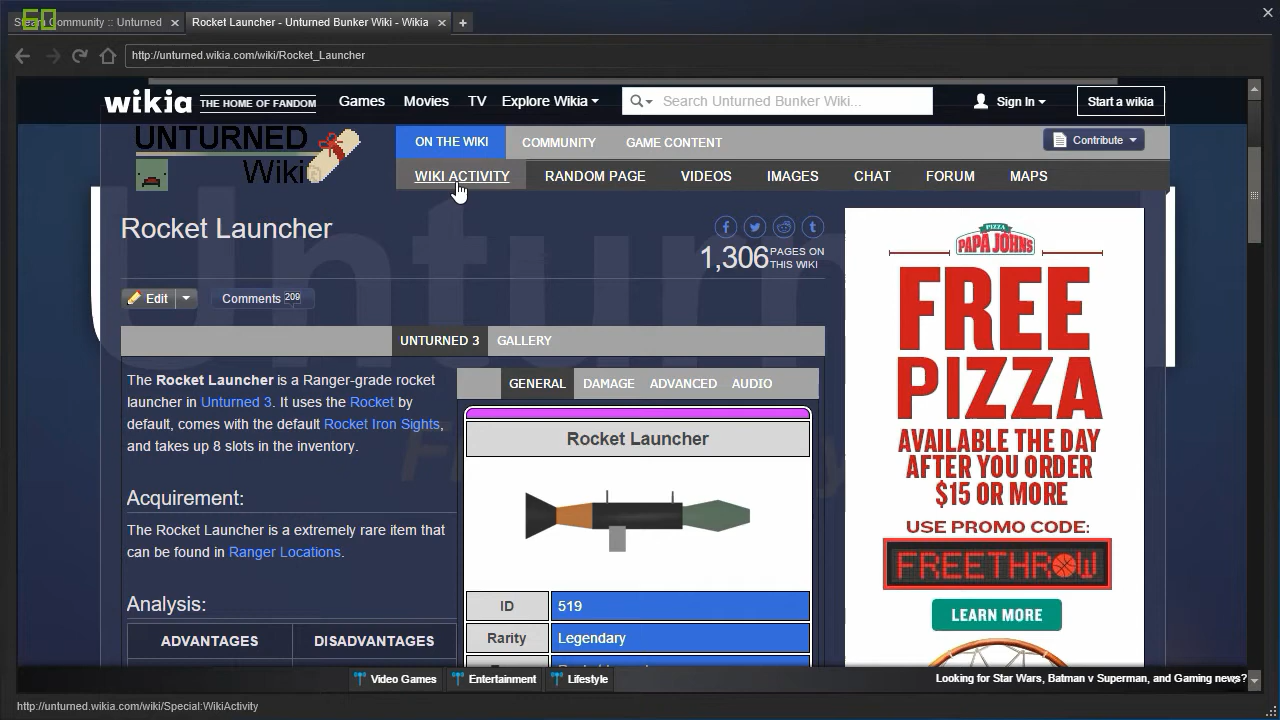 60
Steam Community :: Unturned
Rocket Launcher - Unturned Bunker Wiki - Wikia
http://unturned.wikia.com/wiki/Rocket_Launcher
wikia THE HOME OF FANDOM
Games Movies TV Explore Wikia
Search Unturned Bunker Wiki...
Sign In
Start a wikia
UNTURNED
Wiki
ON THE WIKI COMMUNITY GAME CONTENT
Contribute
WIKI ACTIVITY RANDOM PAGE VIDEOS IMAGES CHAT FORUM MAPS
Rocket Launcher
1,306 PAGES ON
THIS WIKI
Edit
Comments 209
UNTURNED 3 GALLERY
The Rocket Launcher is a Ranger-grade rocket
launcher in Unturned 3. It uses the Rocket by
default, comes with the default Rocket Iron Sights,
and takes up 8 slots in the inventory.
Acquirement:
The Rocket Launcher is a extremely rare item that
can be found in Ranger Locations.
Analysis:
ADVANTAGES DISADVANTAGES
GENERAL DAMAGE ADVANCED AUDIO
Rocket Launcher
ID 519
Rarity Legendary
PIZZA
PAPA JOHNS
FREE
PIZZA
AVAILABLE THE DAY
AFTER YOU ORDER
$15 OR MORE
USE PROMO CODE:
FREETHROW
LEARN MORE
Video Games Entertainment Lifestyle
Looking for Star Wars, Batman v Superman, and Gaming news?
http://unturned.wikia.com/wiki/Special:WikiActivity